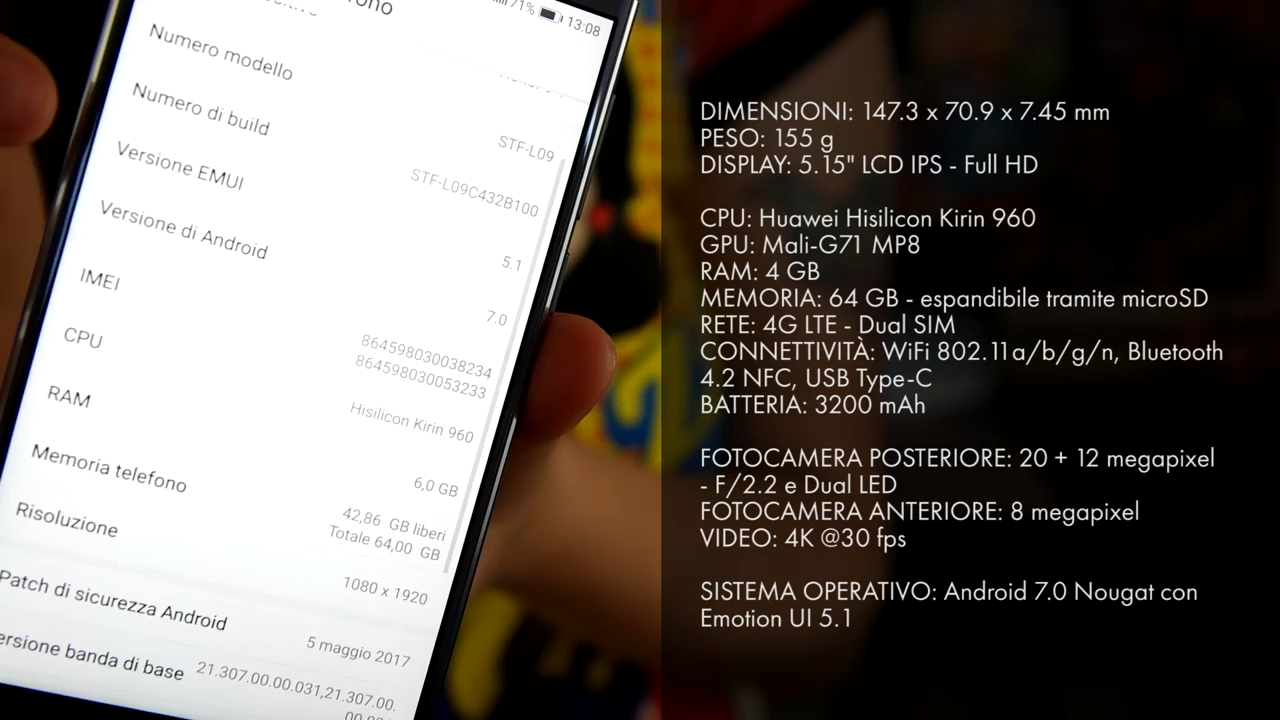 71% 13:08
Numero modello
STF-L09
Numero di build
STF-L09C432B100
Versione EMUI
5.1
Versione di Android
7.0
IMEI
864598030038234
864598030053233
CPU
Hisilicon Kirin 960
RAM
6,0 GB
Memoria telefono
42,86 GB liberi
Totale 64,00 GB
Risoluzione
1080 x 1920
Patch di sicurezza Android
5 maggio 2017
ersione banda di base
21.307.00.00.031,21.307.00.
DIMENSIONI: 147.3 x 70.9 x 7.45 mm
PESO: 155 g
DISPLAY: 5.15" LCD IPS - Full HD
CPU: Huawei Hisilicon Kirin 960
GPU: Mali-G71 MP8
RAM: 4 GB
MEMORIA: 64 GB - espandibile tramite microSD
RETE: 4G LTE - Dual SIM
CONNETTIVITÀ: WiFi 802.11a/b/g/n, Bluetooth
4.2 NFC, USB Type-C
BATTERIA: 3200 mAh
FOTOCAMERA POSTERIORE: 20 + 12 megapixel
- F/2.2 e Dual LED
FOTOCAMERA ANTERIORE: 8 megapixel
VIDEO: 4K @30 fps
SISTEMA OPERATIVO: Android 7.0 Nougat con
Emotion UI 5.1